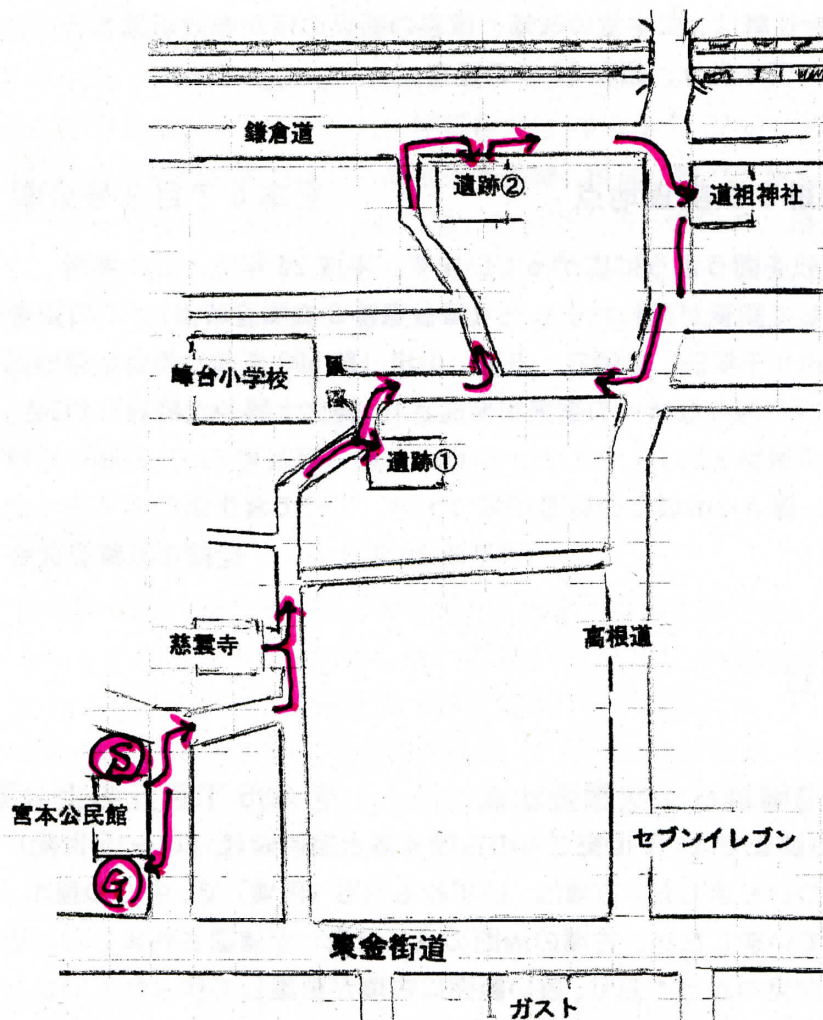 鎌倉道
遺跡②
道祖神社
峰台小学校
遺跡①
慈雲寺
高根道
S
宮本公民館
G
セブンイレブン
東金街道
ガスト